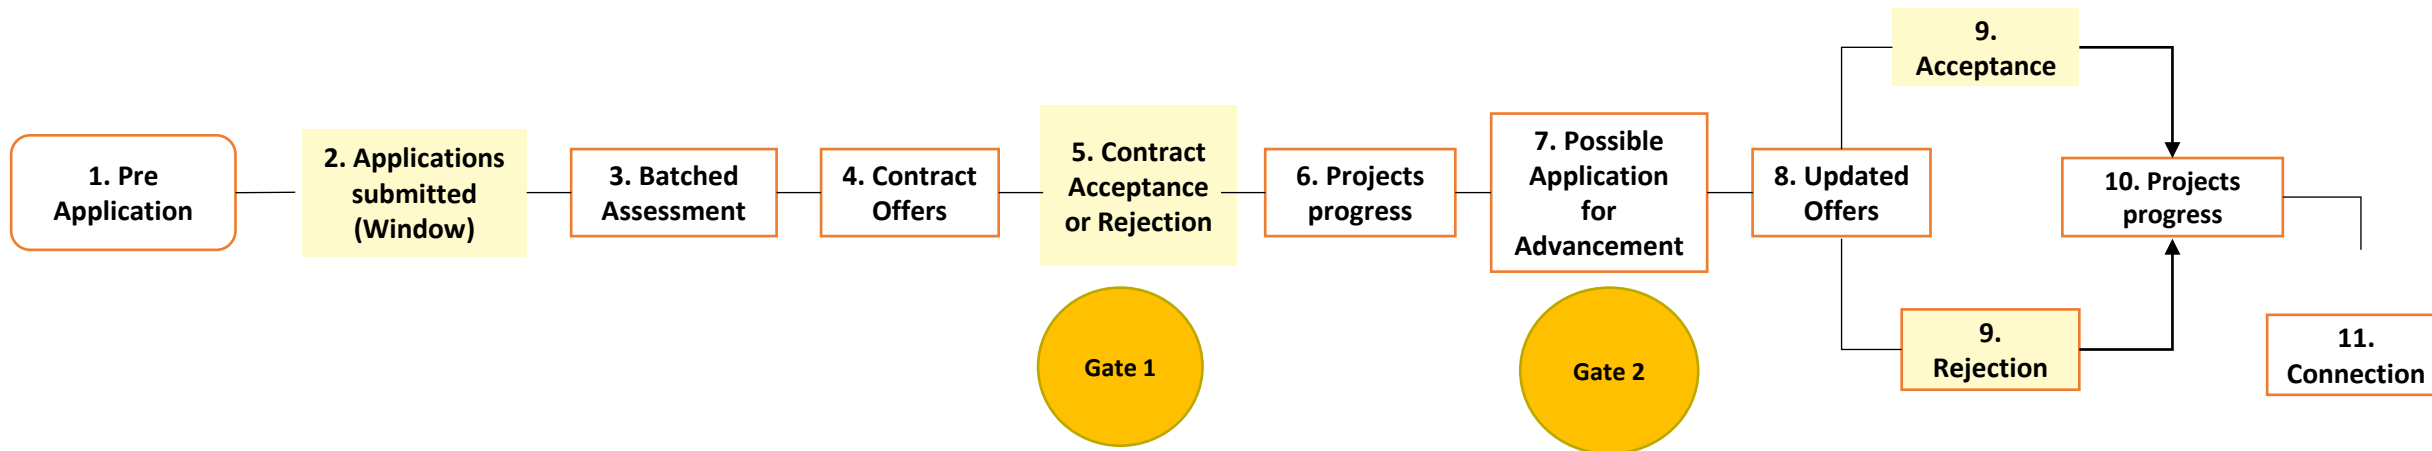 1. Pre
Application
2. Applications
submitted
(Window)
3. Batched
Assessment
4. Contract
Offers
5. Contract
Acceptance
or Rejection
Gate 1
6. Projects
progress
7. Possible
Application
for
Advancement
Gate 2
8. Updated
Offers
9.
Acceptance
9.
Rejection
10. Projects
progress
11.
Connection